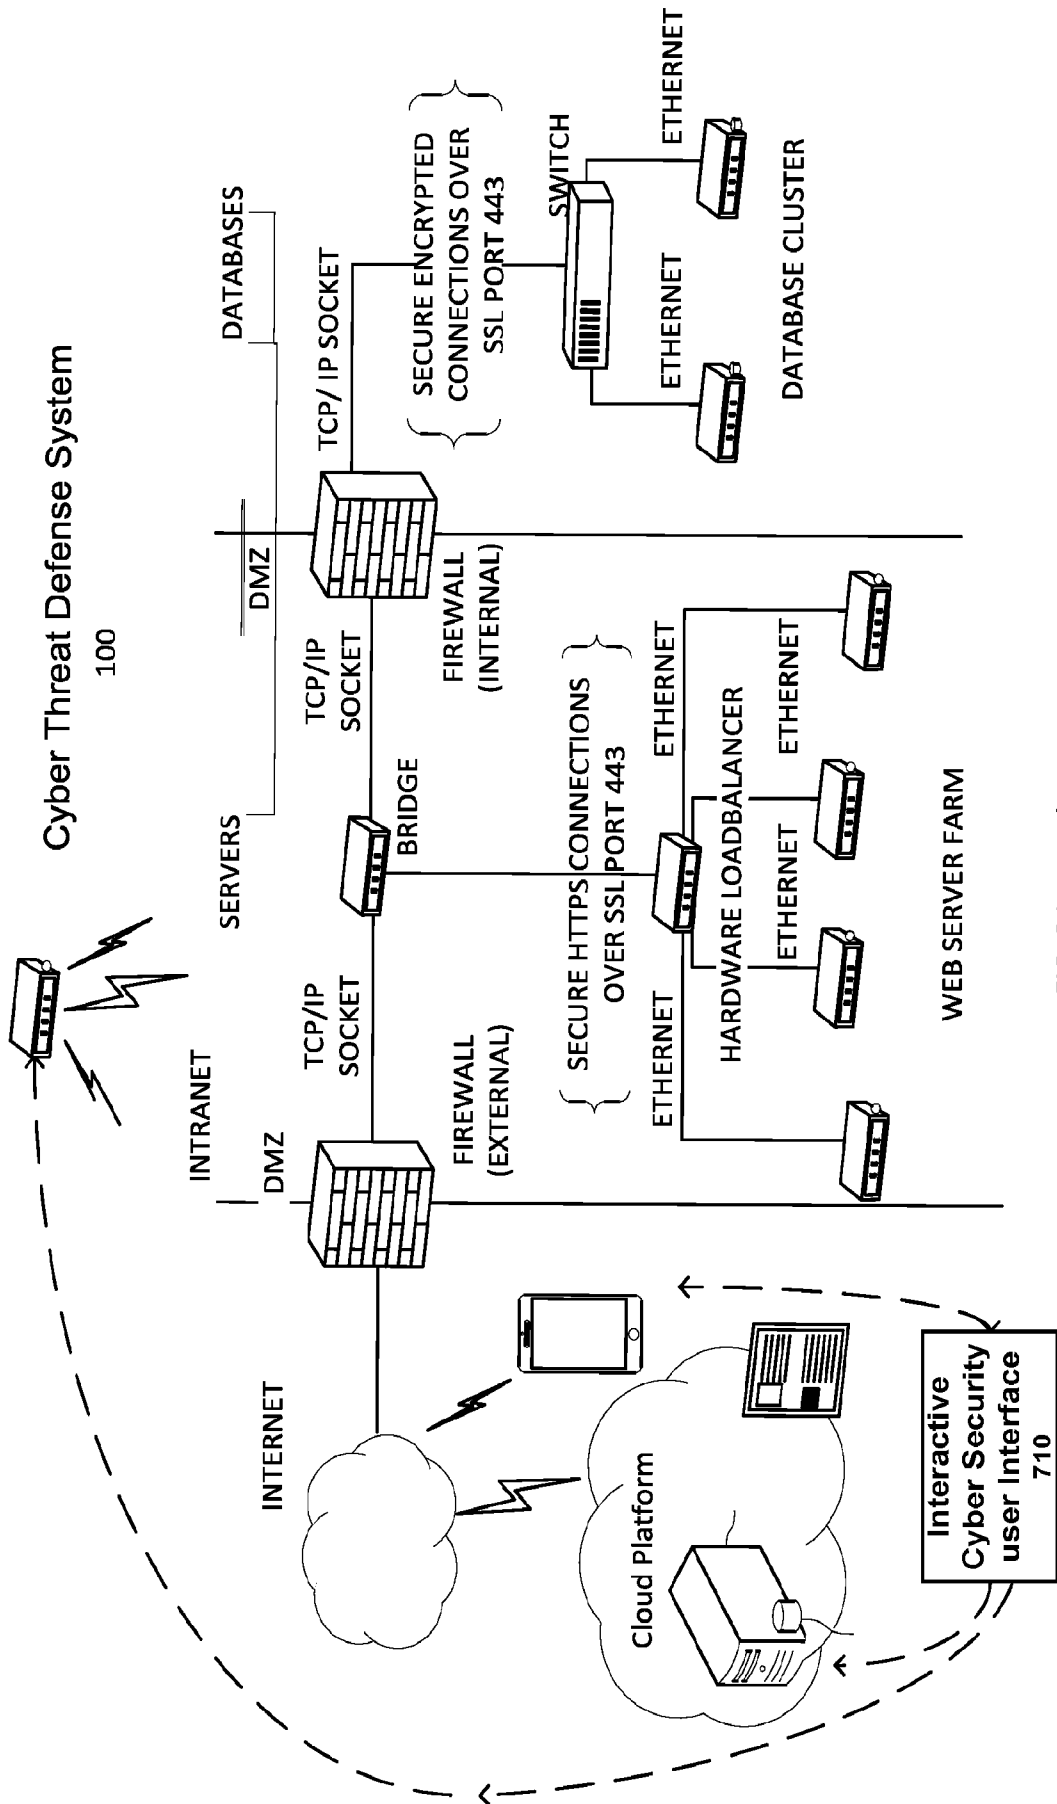 Cyber Threat Defense System
100
INTERNET
INTRANET
DMZ
SERVERS
DMZ
DATABASES
TCP/IP
SOCKET
BRIDGE
TCP/IP
SOCKET
TCP/ IP SOCKET
FIREWALL
(EXTERNAL)
FIREWALL
(INTERNAL)
SECURE ENCRYPTED
CONNECTIONS OVER
SSL PORT 443
SWITCH
ETHERNET
ETHERNET
DATABASE CLUSTER
SECURE HTTPS CONNECTIONS
OVER SSL PORT 443
ETHERNET
ETHERNET
HARDWARE LOADBALANCER
ETHERNET
ETHERNET
WEB SERVER FARM
Cloud Platform
Interactive
Cyber Security
user Interface
710